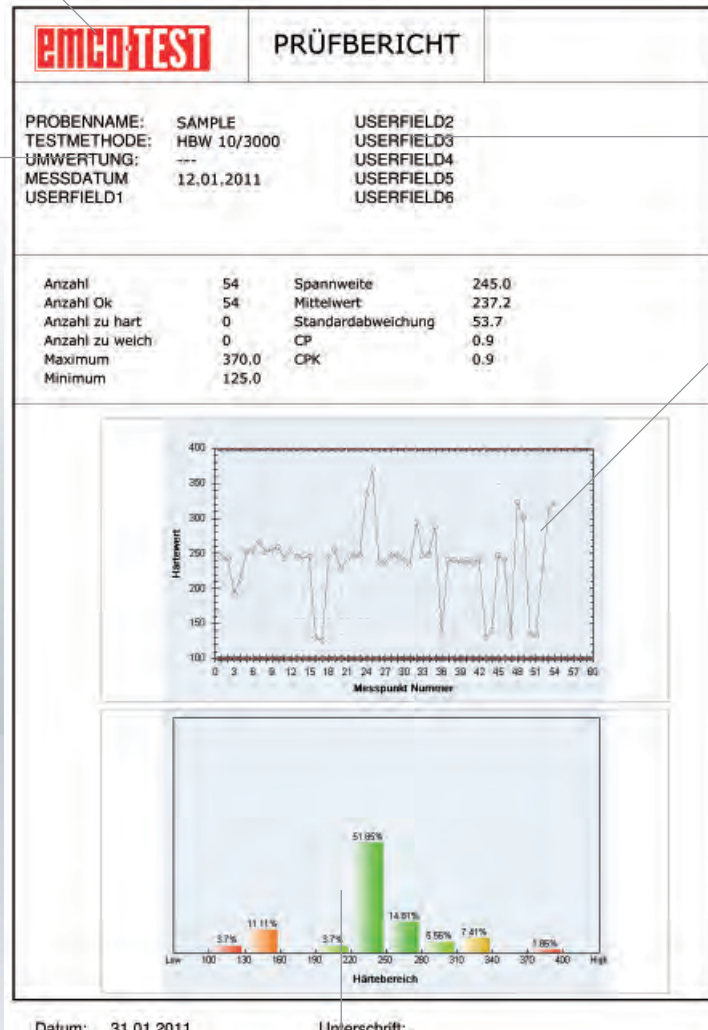 emco-TEST
PRÜFBERICHT
PROBENNAME: SAMPLE USERFIELD2
TESTMETHODE: HBW 10/3000 USERFIELD3
UMWERTUNG: --- USERFIELD4
MESSDATUM 12.01.2011 USERFIELD5
USERFIELD1 USERFIELD6
Anzahl 54 Spannweite 245.0
Anzahl Ok 54 Mittelwert 237.2
Anzahl zu hart 0 Standardabweichung 53.7
Anzahl zu weich 0 CP 0.9
Maximum 370.0 CPK 0.9
Minimum 125.0
400
350
300
250
200
150
100
Härtewert
0 3 6 9 12 15 18 21 24 27 30 33 36 39 42 45 48 51 54 57 60
Messpunkt Nummer
51.85%
14.81%
11.11%
7.41%
5.56%
3.7%
3.7%
1.85%
Low 100 130 160 190 220 250 280 310 340 370 400 High
Härtebereich
Datum: 31.01.2011 Unterschrift: